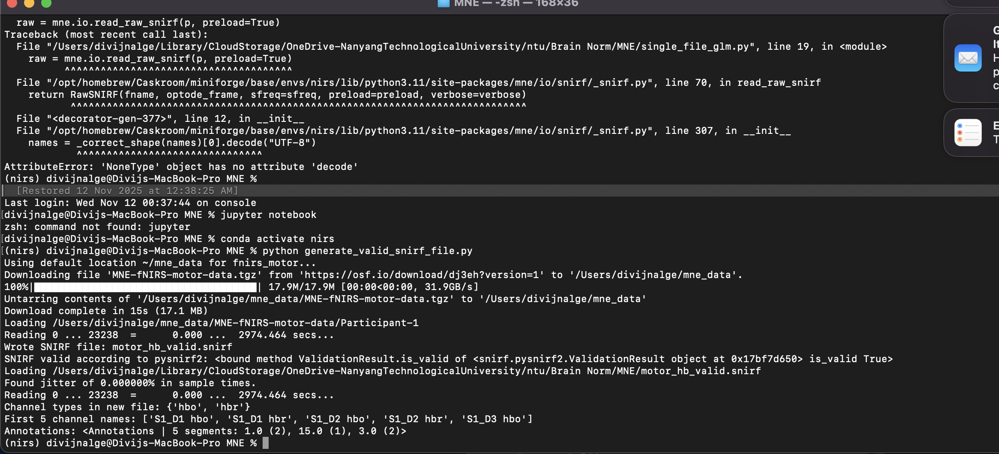 MNE — -zsh — 168×36
  raw = mne.io.read_raw_snirf(p, preload=True)
Traceback (most recent call last):
  File "/Users/divijnalge/Library/CloudStorage/OneDrive-NanyangTechnologicalUniversity/ntu/Brain Norm/MNE/single_file_glm.py", line 19, in <module>
    raw = mne.io.read_raw_snirf(p, preload=True)
          ^^^^^^^^^^^^^^^^^^^^^^^^^^^^^^^^^^^^^^
  File "/opt/homebrew/Caskroom/miniforge/base/envs/nirs/lib/python3.11/site-packages/mne/io/snirf/_snirf.py", line 70, in read_raw_snirf
    return RawSNIRF(fname, optode_frame, sfreq=sfreq, preload=preload, verbose=verbose)
           ^^^^^^^^^^^^^^^^^^^^^^^^^^^^^^^^^^^^^^^^^^^^^^^^^^^^^^^^^^^^^^^^^^^^^^^^^^^^
  File "<decorator-gen-377>", line 12, in __init__
  File "/opt/homebrew/Caskroom/miniforge/base/envs/nirs/lib/python3.11/site-packages/mne/io/snirf/_snirf.py", line 307, in __init__
    names = _correct_shape(names)[0].decode("UTF-8")
            ^^^^^^^^^^^^^^^^^^^^^^^^^^^^^^^
AttributeError: 'NoneType' object has no attribute 'decode'
(nirs) divijnalge@Divijs-MacBook-Pro MNE %
  [Restored 12 Nov 2025 at 12:38:25 AM]
Last login: Wed Nov 12 00:37:44 on console
[divijnalge@Divijs-MacBook-Pro MNE % jupyter notebook
zsh: command not found: jupyter
[divijnalge@Divijs-MacBook-Pro MNE % conda activate nirs
[(nirs) divijnalge@Divijs-MacBook-Pro MNE % python generate_valid_snirf_file.py
Using default location ~/mne_data for fnirs_motor...
Downloading file 'MNE-fNIRS-motor-data.tgz' from 'https://osf.io/download/dj3eh?version=1' to '/Users/divijnalge/mne_data'.
100%|█████████████████████████████████████| 17.9M/17.9M [00:00<00:00, 31.9GB/s]
Untarring contents of '/Users/divijnalge/mne_data/MNE-fNIRS-motor-data.tgz' to '/Users/divijnalge/mne_data'
Download complete in 15s (17.1 MB)
Loading /Users/divijnalge/mne_data/MNE-fNIRS-motor-data/Participant-1
Reading 0 ... 23238  =      0.000 ...  2974.464 secs...
Wrote SNIRF file: motor_hb_valid.snirf
SNIRF valid according to pysnirf2: <bound method ValidationResult.is_valid of <snirf.pysnirf2.ValidationResult object at 0x17bf7d650> is_valid True>
Loading /Users/divijnalge/Library/CloudStorage/OneDrive-NanyangTechnologicalUniversity/ntu/Brain Norm/MNE/motor_hb_valid.snirf
Found jitter of 0.000000% in sample times.
Reading 0 ... 23238  =      0.000 ...  2974.464 secs...
Channel types in new file: {'hbo', 'hbr'}
First 5 channel names: ['S1_D1 hbo', 'S1_D1 hbr', 'S1_D2 hbo', 'S1_D2 hbr', 'S1_D3 hbo']
Annotations: <Annotations | 5 segments: 1.0 (2), 15.0 (1), 3.0 (2)>
(nirs) divijnalge@Divijs-MacBook-Pro MNE %